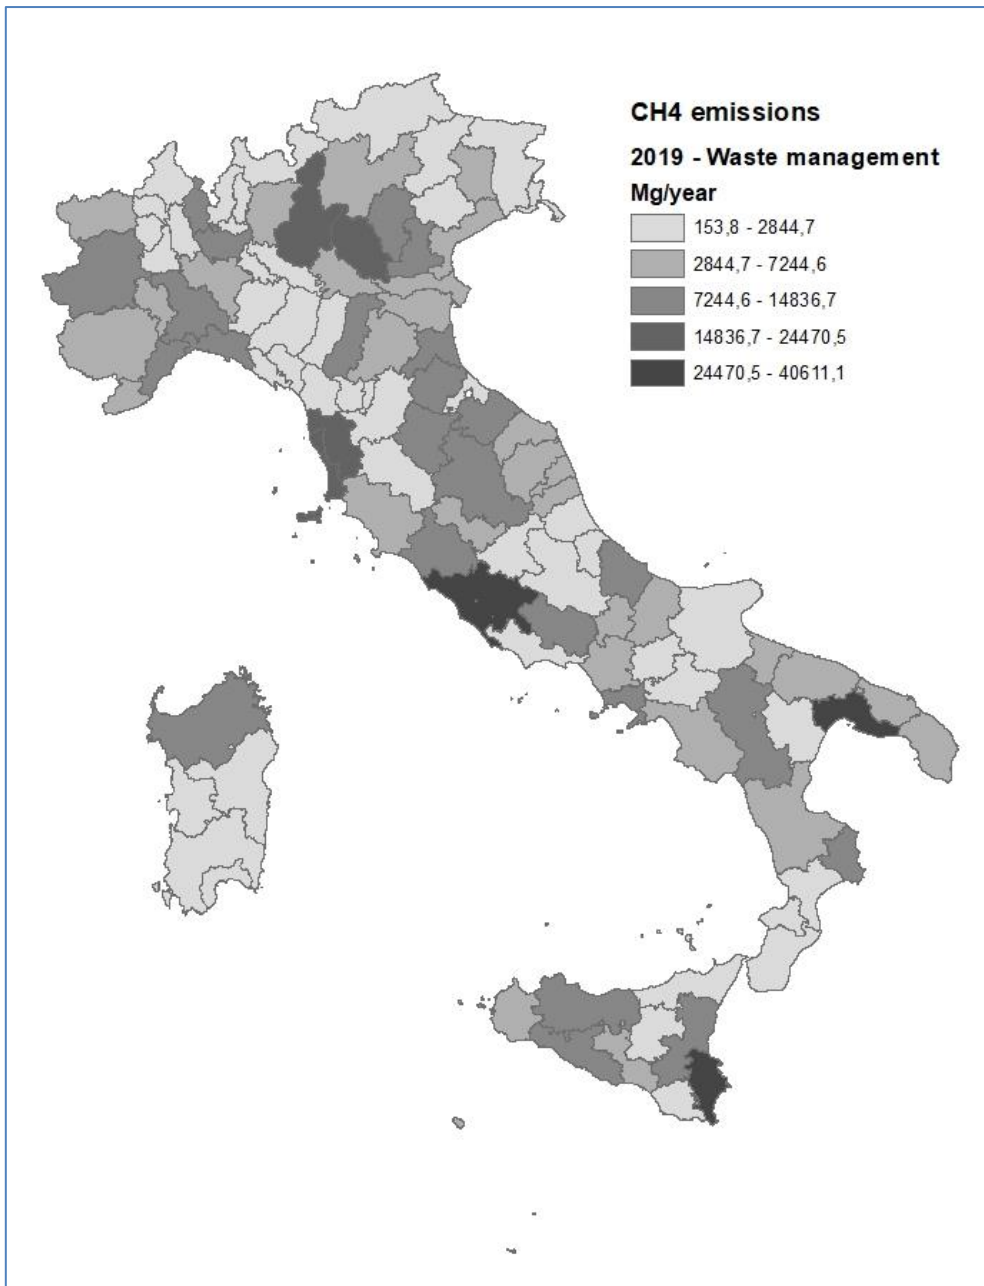 CH4 emissions
2019 - Waste management
Mg/year
153,8 - 2844,7
2844,7 - 7244,6
7244,6 - 14836,7
14836,7 - 24470,5
24470,5 - 40611,1